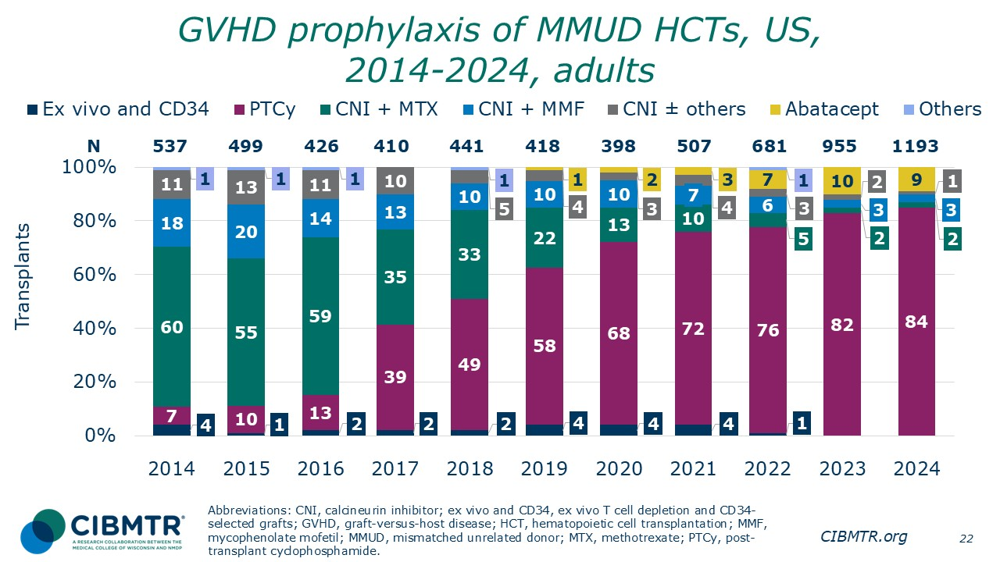 GVHD prophylaxis of MMUD HCTs, US,
2014-2024, adults
Ex vivo and CD34 PTCy CNI + MTX CNI + MMF CNI ± others Abatacept Others
N 537 499 426 410 441 418 398 507 681 955 1193
100%
80%
60%
40%
20%
0%
Transplants
11 1 13 1 11 1 10 1 1 2 3 7 1 10 2 9 1
18 20 14 13 10 5 10 4 10 3 7 4 6 3 3 3
60 55 59 35 33 22 13 10 5 2 2
7 10 13 39 49 58 68 72 76 82 84
4 1 2 2 2 4 4 4 1
2014 2015 2016 2017 2018 2019 2020 2021 2022 2023 2024
CIBMTR®
A RESEARCH COLLABORATION BETWEEN THE
MEDICAL COLLEGE OF WISCONSIN AND NMDP
Abbreviations: CNI, calcineurin inhibitor; ex vivo and CD34, ex vivo T cell depletion and CD34-
selected grafts; GVHD, graft-versus-host disease; HCT, hematopoietic cell transplantation; MMF,
mycophenolate mofetil; MMUD, mismatched unrelated donor; MTX, methotrexate; PTCy, post-
transplant cyclophosphamide.
CIBMTR.org 22